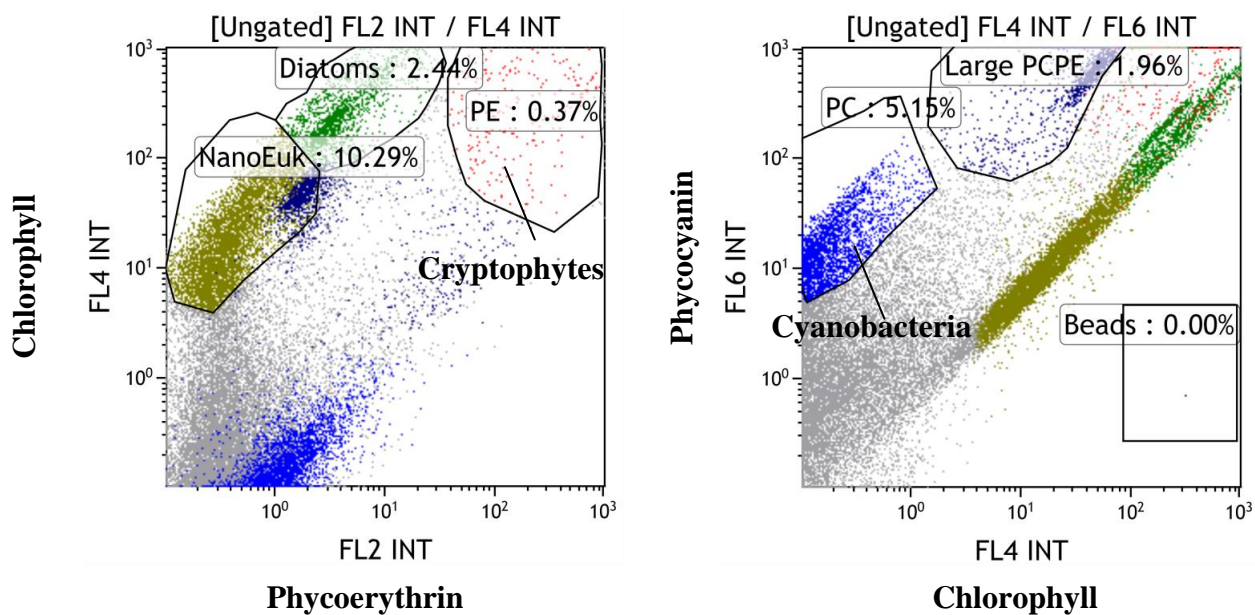 [Ungated] FL2 INT / FL4 INT
10³
Diatoms : 2.44%
PE : 0.37%
10²
NanoEuk : 10.29%
Chlorophyll
FL4 INT
10¹
Cryptophytes
10⁰
10⁰
10¹
10²
10³
FL2 INT
Phycoerythrin
[Ungated] FL4 INT / FL6 INT
10³
Large PCPE : 1.96%
PC : 5.15%
10²
Phycocyanin
FL6 INT
10¹
Cyanobacteria
Beads : 0.00%
10⁰
10⁰
10¹
10²
10³
FL4 INT
Chlorophyll